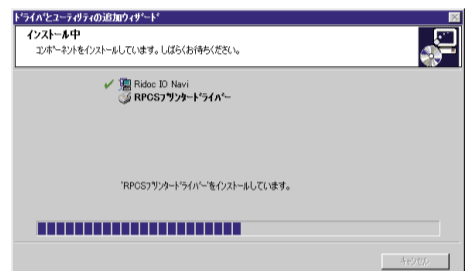 ﾄﾞﾗｲﾊﾞとユーティリティの追加ｳｨｻﾞｰﾄﾞ
インストール中
ｺﾝﾎﾟｰﾈﾝﾄをインストールしています。しばらくお待ちください。
Ridoc IO Navi
RPCSﾌﾟﾘﾝﾀｰﾄﾞﾗｲﾊﾞｰ
'RPCSﾌﾟﾘﾝﾀｰﾄﾞﾗｲﾊﾞｰ'をインストールしています。
ｷｬﾝｾﾙ